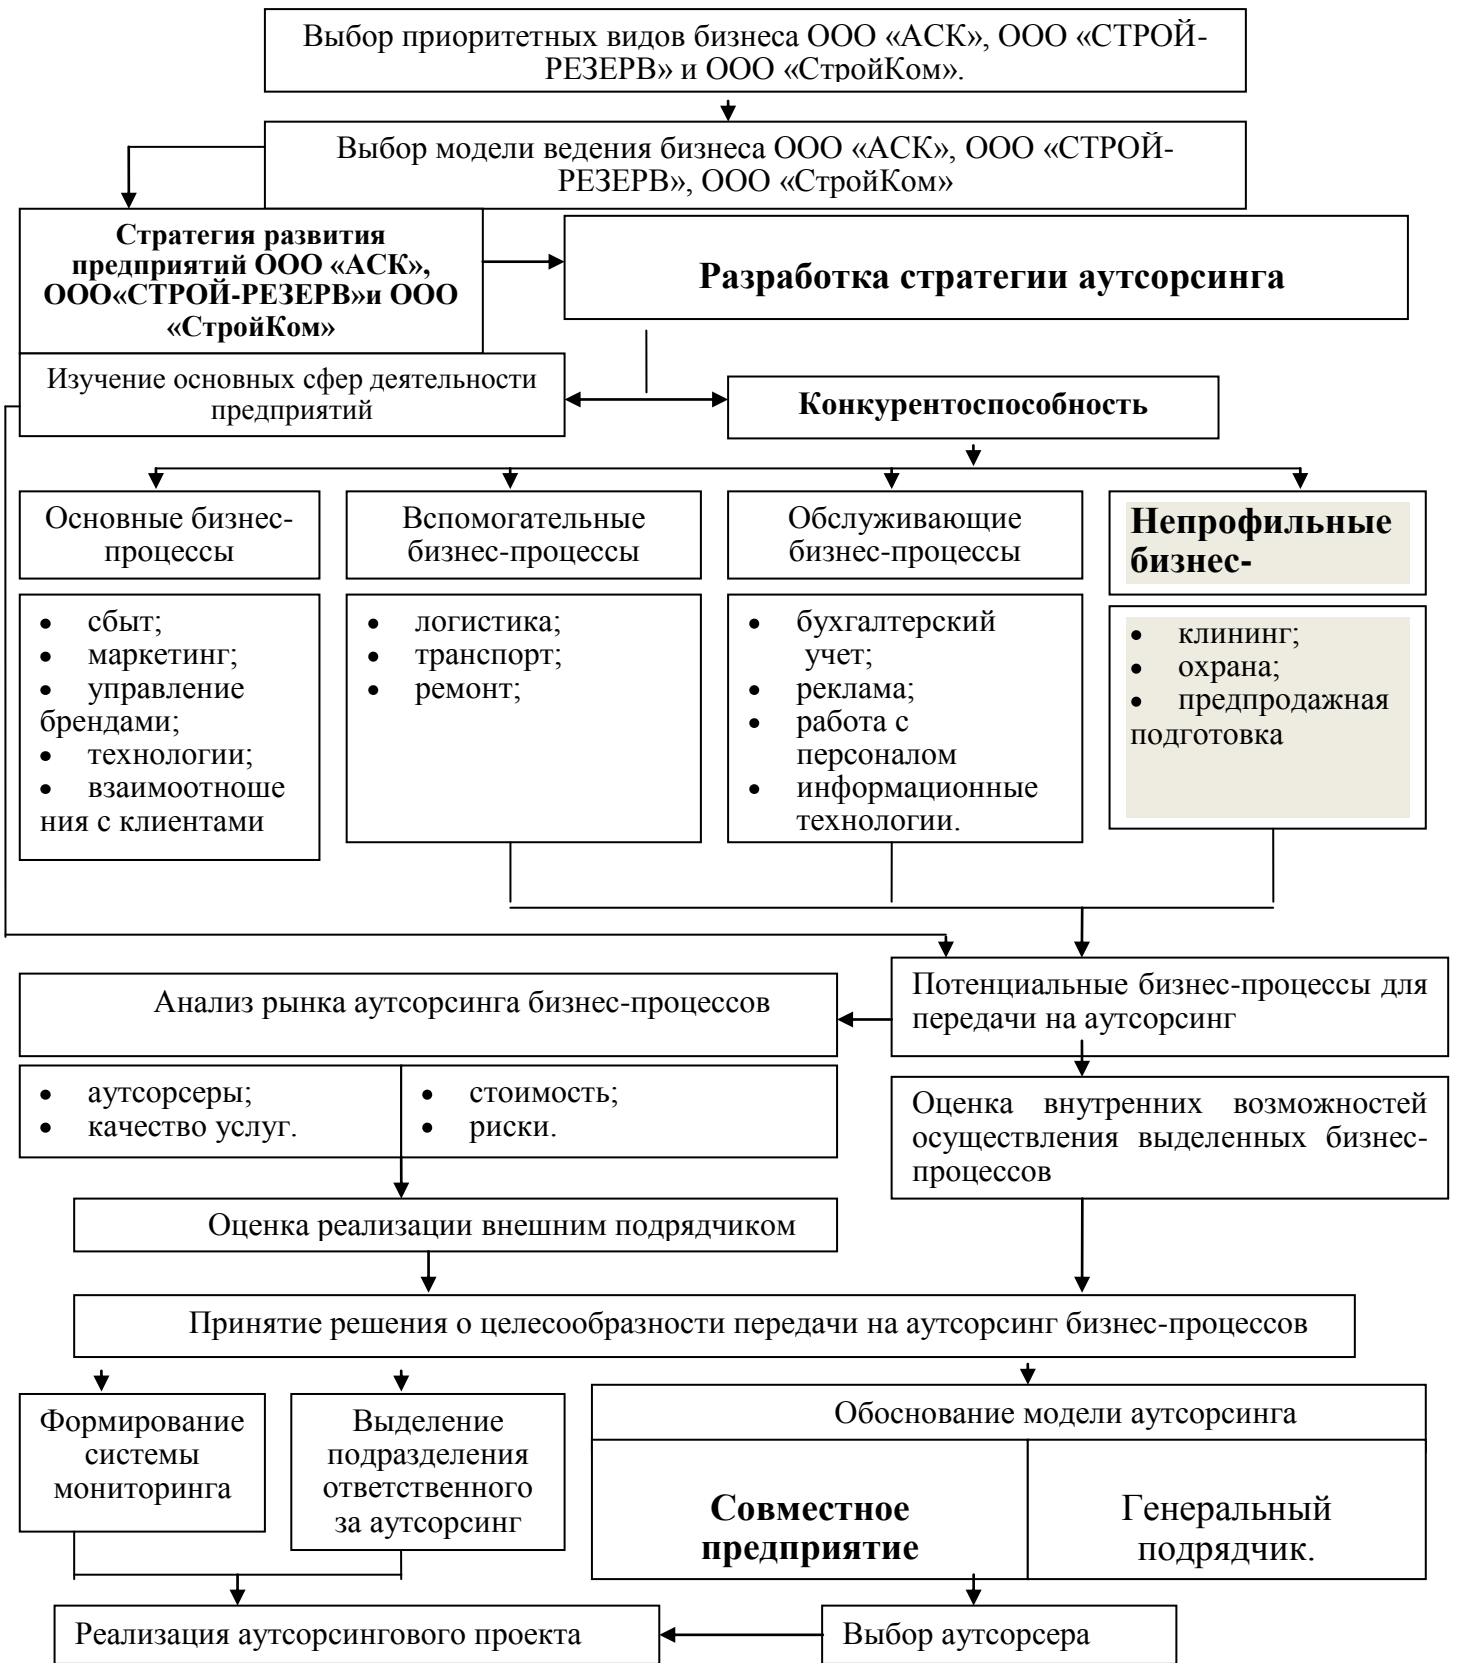 Выбор приоритетных видов бизнеса ООО «АСК», ООО «СТРОЙ-
РЕЗЕРВ» и ООО «СтройКом».
Выбор модели ведения бизнеса ООО «АСК», ООО «СТРОЙ-
РЕЗЕРВ», ООО «СтройКом»
Стратегия развития
предприятий ООО «АСК»,
ООО«СТРОЙ-РЕЗЕРВ»и ООО
«СтройКом»
Разработка стратегии аутсорсинга
Изучение основных сфер деятельности
предприятий
Конкурентоспособность
Основные бизнес-
процессы
Вспомогательные
бизнес-процессы
Обслуживающие
бизнес-процессы
Непрофильные
бизнес-
• сбыт;
• маркетинг;
• управление
брендами;
• технологии;
• взаимоотноше
ния с клиентами
• логистика;
• транспорт;
• ремонт;
• бухгалтерский
учет;
• реклама;
• работа с
персоналом
• информационные
технологии.
• клининг;
• охрана;
• предпродажная
подготовка
Анализ рынка аутсорсинга бизнес-процессов
Потенциальные бизнес-процессы для
передачи на аутсорсинг
• аутсорсеры;
• качество услуг.
• стоимость;
• риски.
Оценка внутренних возможностей
осуществления выделенных бизнес-
процессов
Оценка реализации внешним подрядчиком
Принятие решения о целесообразности передачи на аутсорсинг бизнес-процессов
Формирование
системы
мониторинга
Выделение
подразделения
ответственного
за аутсорсинг
Обоснование модели аутсорсинга
Совместное
предприятие
Генеральный
подрядчик.
Реализация аутсорсингового проекта
Выбор аутсорсера